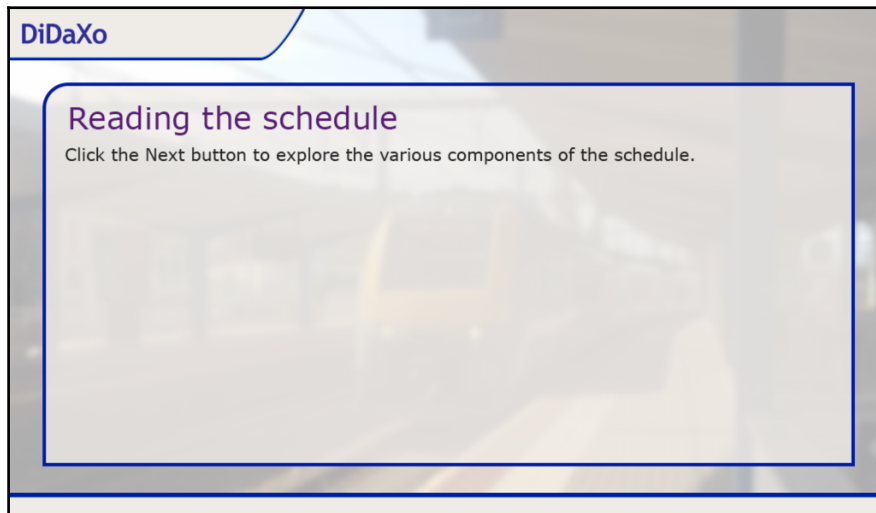 DiDaXo
Reading the schedule
Click the Next button to explore the various components of the schedule.